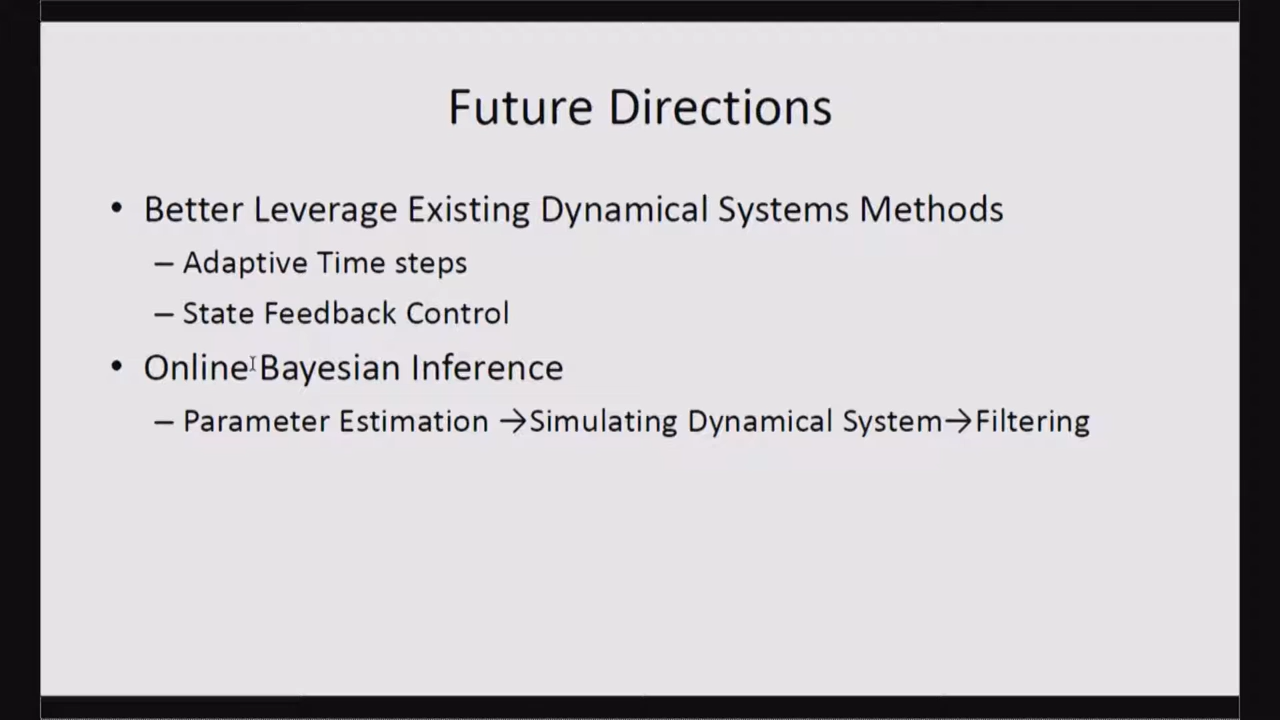 Future Directions
• Better Leverage Existing Dynamical Systems Methods
– Adaptive Time steps
– State Feedback Control
• Online Bayesian Inference
– Parameter Estimation →Simulating Dynamical System→Filtering